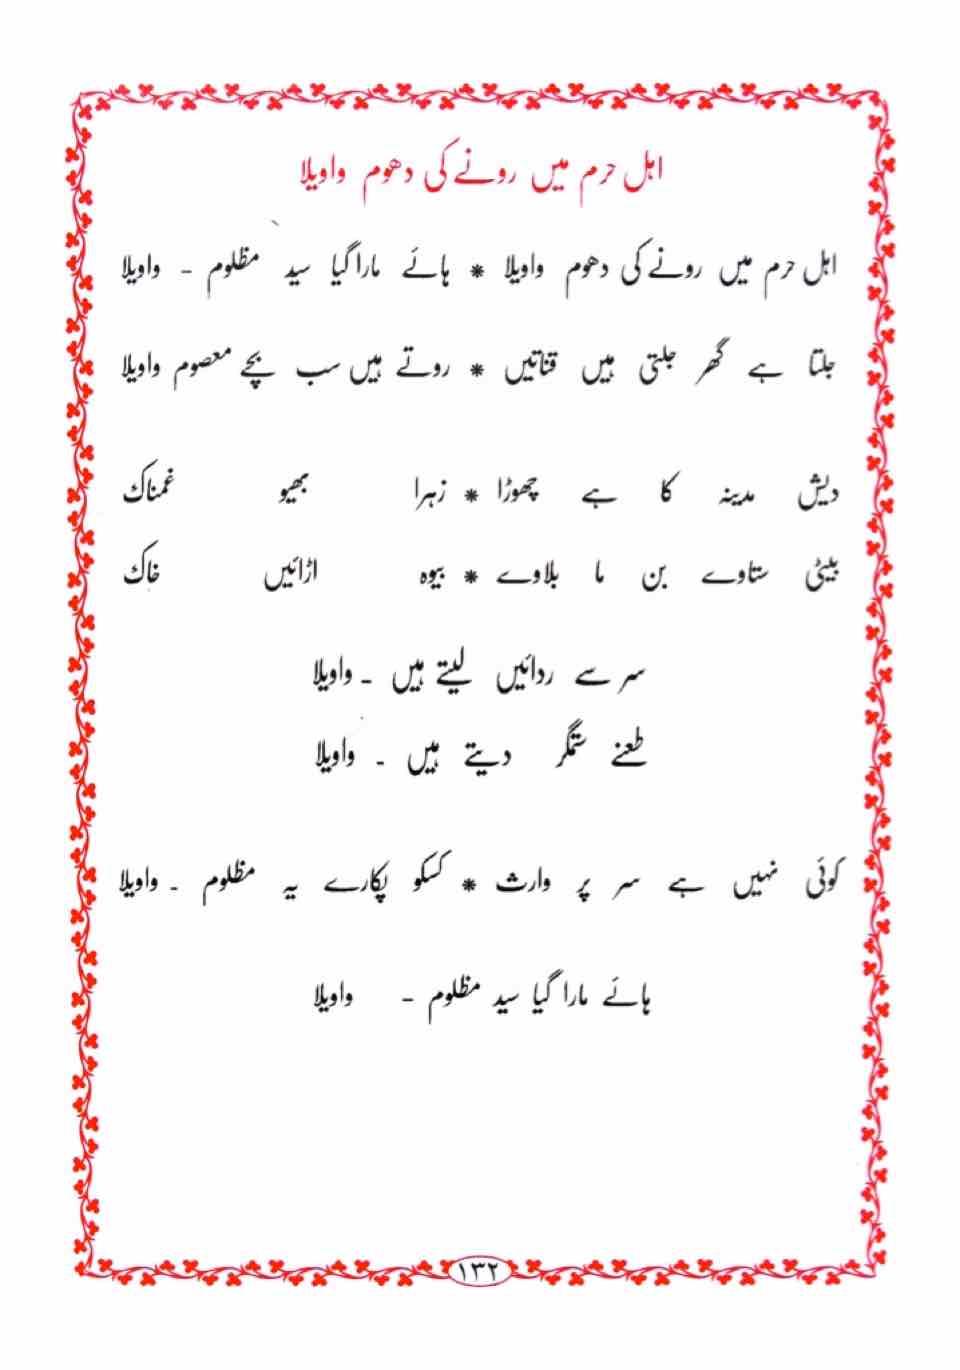 اہل حرم میں رونے کی دھوم واویلا
اہل حرم میں رونے کی دھوم واویلا * ہائے مارا گیا سید مظلوم - واویلا
جلتا ہے گھر جلتی ہیں قناتیں * روتے ہیں سب بچے معصوم واویلا
دیش مدینہ کا ہے چھوڑا * زہرا بھیو غمناک
بیٹی ستاوے بن ما بلاوے * بیوہ اڑائیں خاک
سر سے ردائیں لیتے ہیں - واویلا
طعنے ستمگر دیتے ہیں - واویلا
کوئی نہیں ہے سر پر وارث * کسکو پکارے یہ مظلوم - واویلا
ہائے مارا گیا سید مظلوم - واویلا
۱۳۲